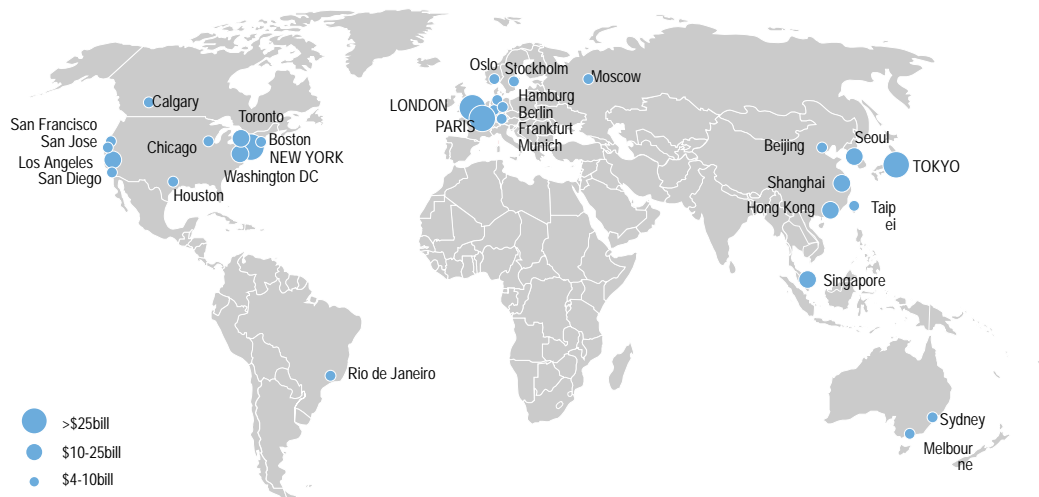 Oslo
Stockholm
Moscow
Calgary
LONDON
Hamburg
Toronto
Berlin
San Francisco
PARIS
Frankfurt
San Jose
Chicago
Boston
Munich
Seoul
Beijing
NEW YORK
Los Angeles
TOKYO
San Diego
Washington DC
Shanghai
Houston
Hong Kong
Taip
ei
Singapore
Rio de Janeiro
Sydney
>$25bill
Melbour
ne
$10-25bill
$4-10bill